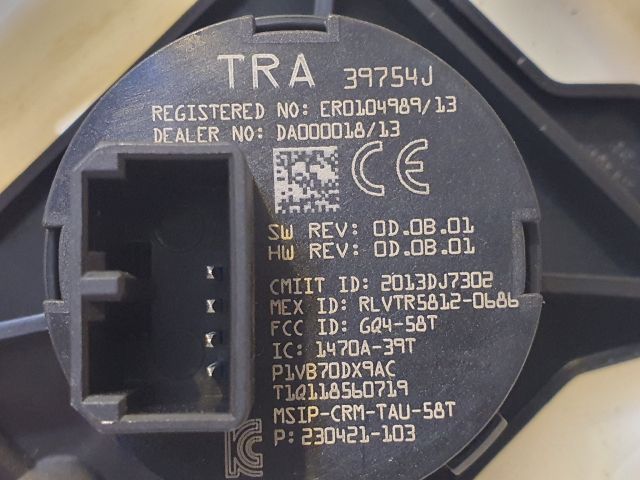 TRA 39754J
REGISTERED NO: ER0104989/13
DEALER NO: DA000018/13
CE
SW REV: 0D.0B.01
HW REV: 0D.0B.01
CMIIT ID: 2013DJ7302
MEX ID: RLVTR5812-0686
FCC ID: GQ4-58T
IC: 1470A-39T
P1VB70DX9AC
T1Q118560719
MSIP-CRM-TAU-58T
P: 230421-103